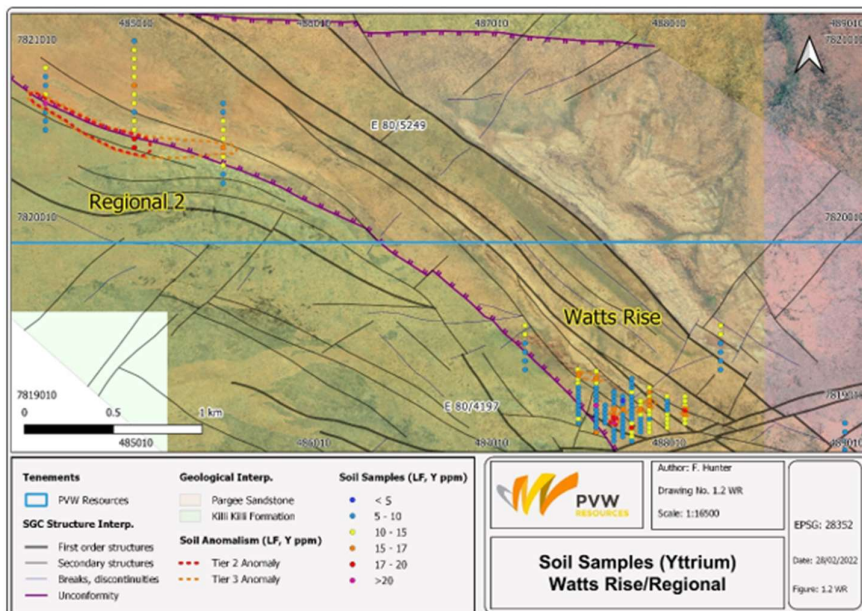 485010 486010 487010 488010 489010
7821010 7821010
E 80/5249
Regional 2
7820010 7820010
Watts Rise
7819010 7819010
0 0.5 1 km
E 80/4197
485010 486010 487010 488010 489010
Tenements
PVW Resources
SGC Structure Interp.
First order structures
Secondary structures
Breaks, discontinuities
Unconformity
Geological Interp.
Pargee Sandstone
Killi Killi Formation
Soil Anomalism (LF, Y ppm)
Tier 2 Anomaly
Tier 3 Anomaly
Soil Samples (LF, Y ppm)
< 5
5 - 10
10 - 15
15 - 17
17 - 20
>20
PVW
RESOURCES
Author: F. Hunter
Drawing No. 1.2 WR
Scale: 1:16500
Soil Samples (Yttrium)
Watts Rise/Regional
EPSG: 28352
Date: 28/02/2022
Figure: 1.2 WR